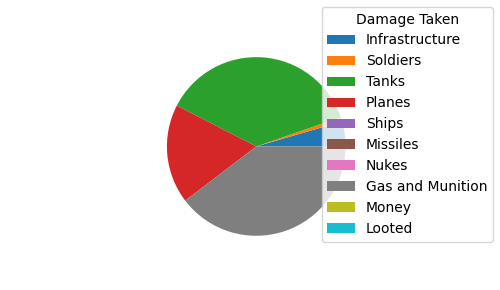 Damage Taken
Infrastructure
Soldiers
Tanks
Planes
Ships
Missiles
Nukes
Gas and Munition
Money
Looted